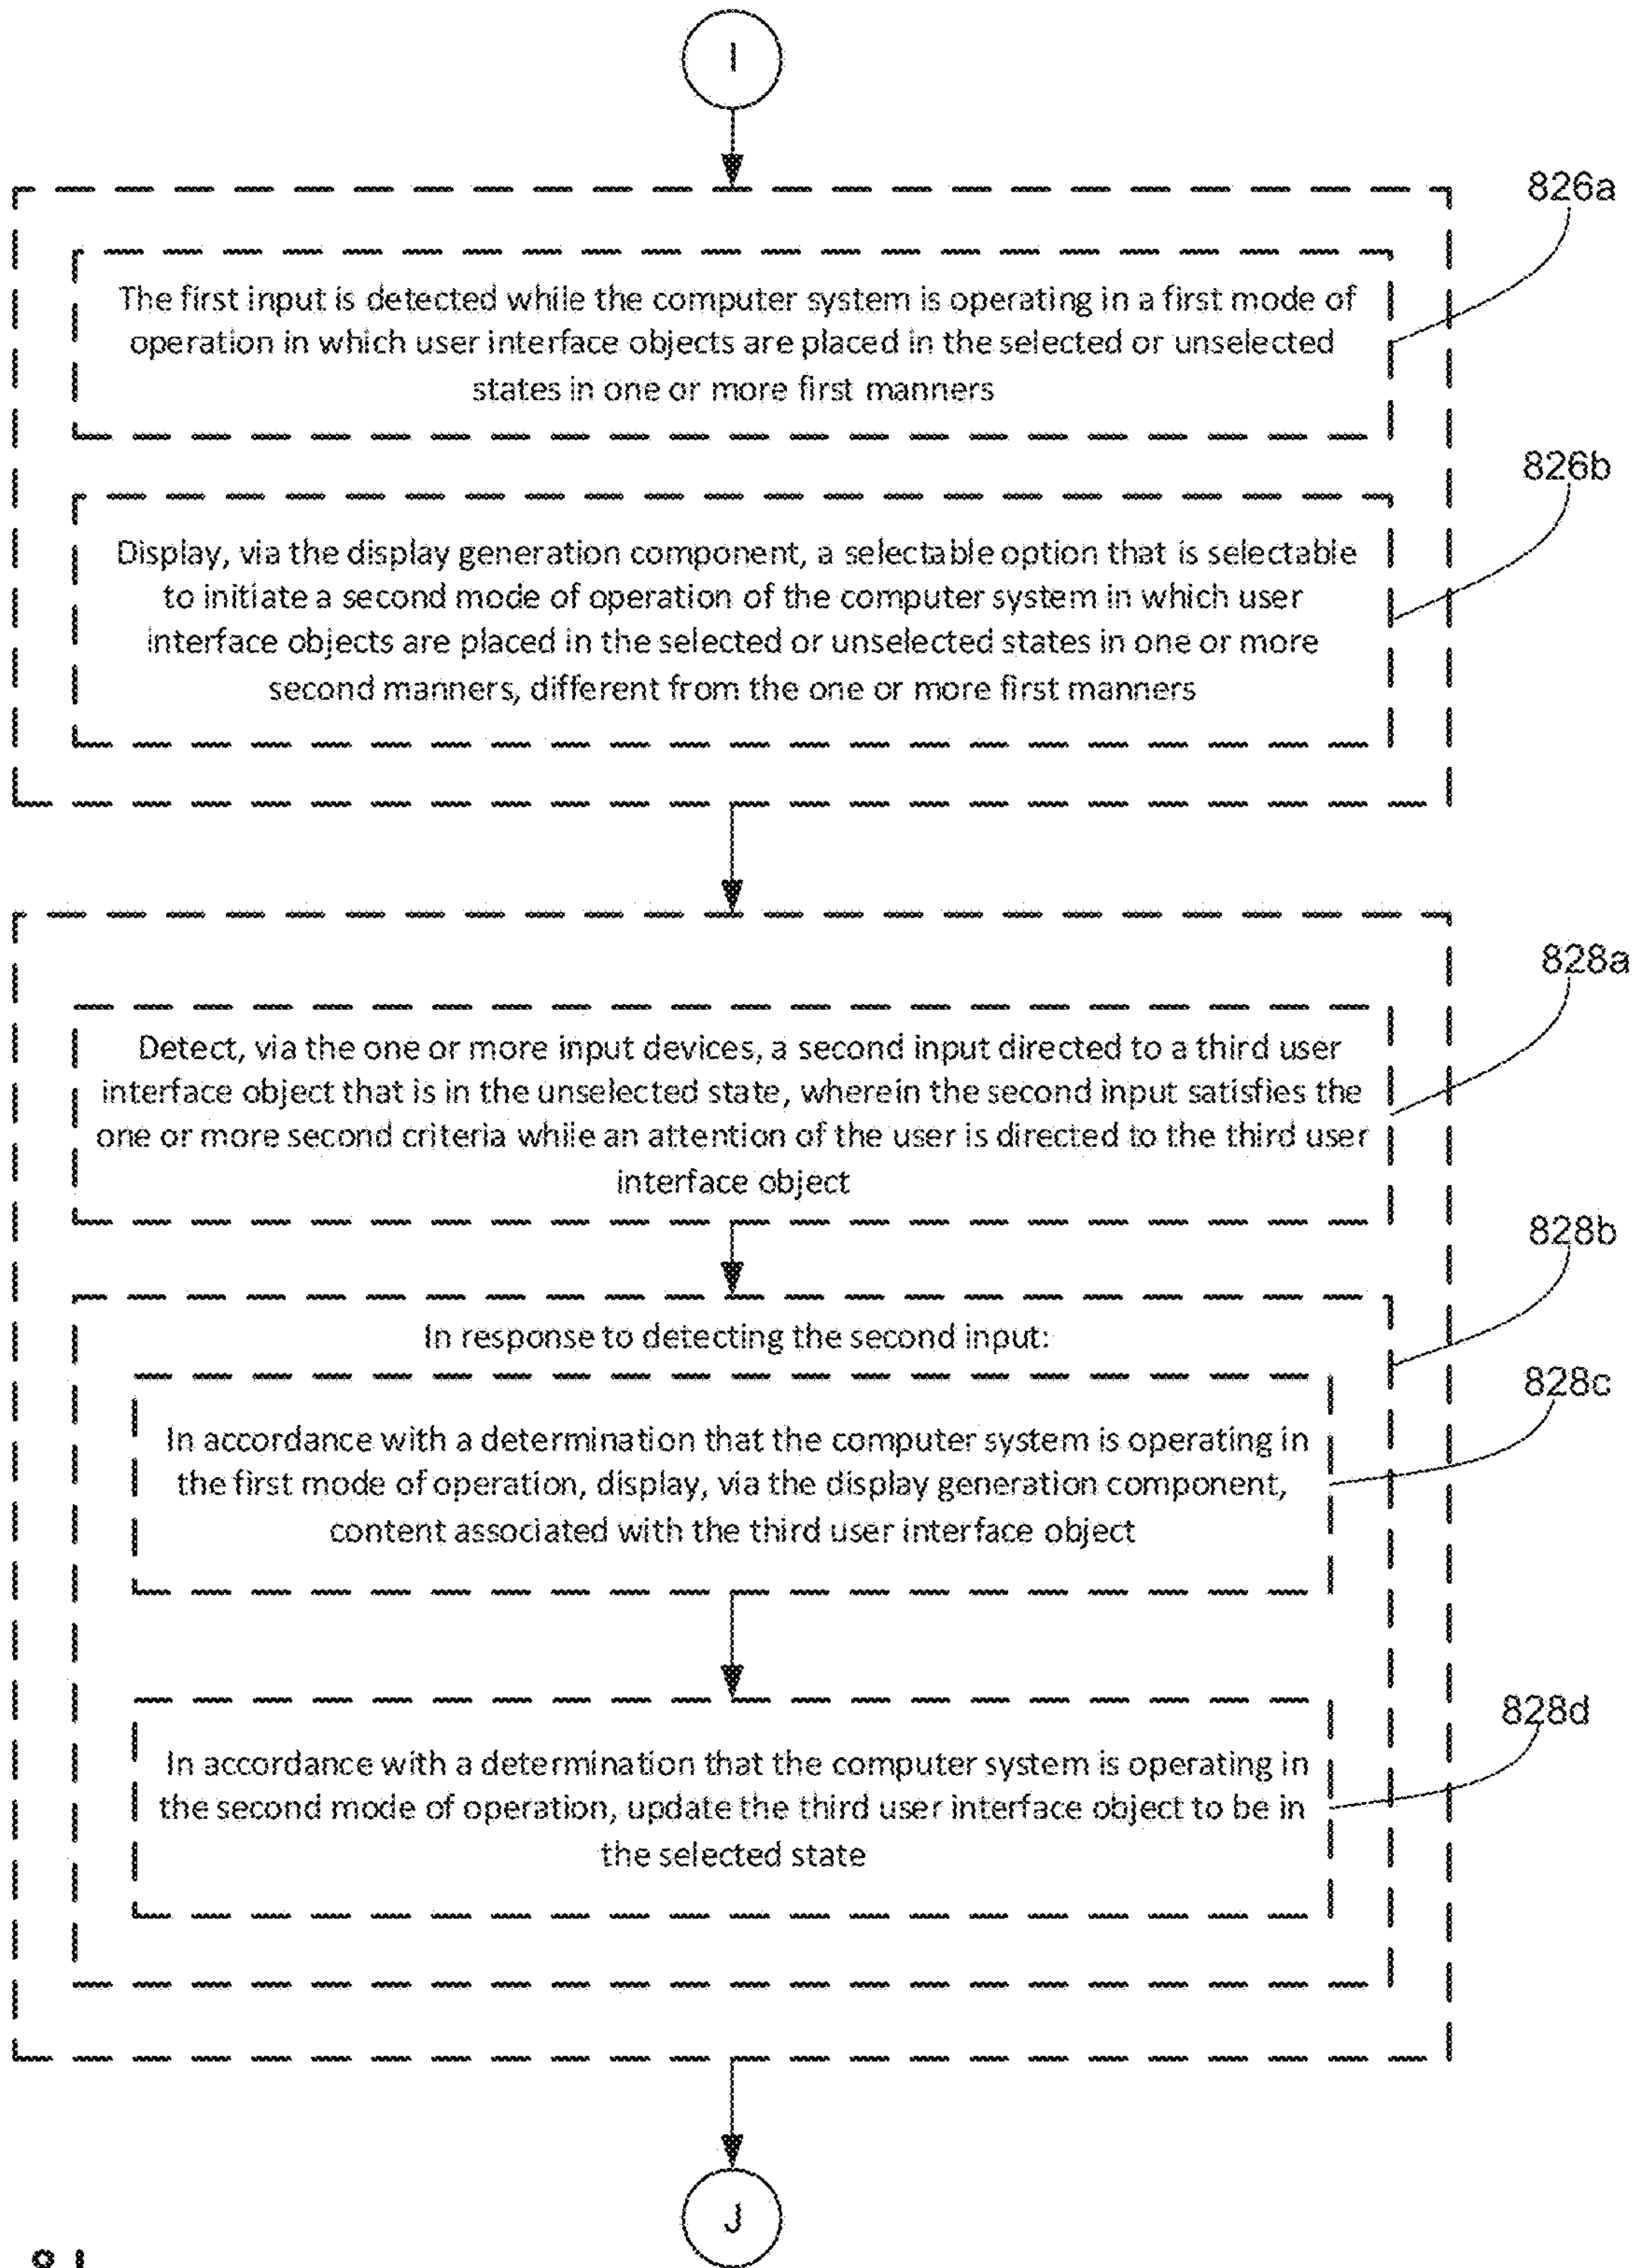 I
826a
The first input is detected while the computer system is operating in a first mode of
operation in which user interface objects are placed in the selected or unselected
states in one or more first manners
826b
Display, via the display generation component, a selectable option that is selectable
to initiate a second mode of operation of the computer system in which user
interface objects are placed in the selected or unselected states in one or more
second manners, different from the one or more first manners
828a
Detect, via the one or more input devices, a second input directed to a third user
interface object that is in the unselected state, wherein the second input satisfies the
one or more second criteria while an attention of the user is directed to the third user
interface object
828b
In response to detecting the second input:
828c
In accordance with a determination that the computer system is operating in
the first mode of operation, display, via the display generation component,
content associated with the third user interface object
828d
In accordance with a determination that the computer system is operating in
the second mode of operation, update the third user interface object to be in
the selected state
J